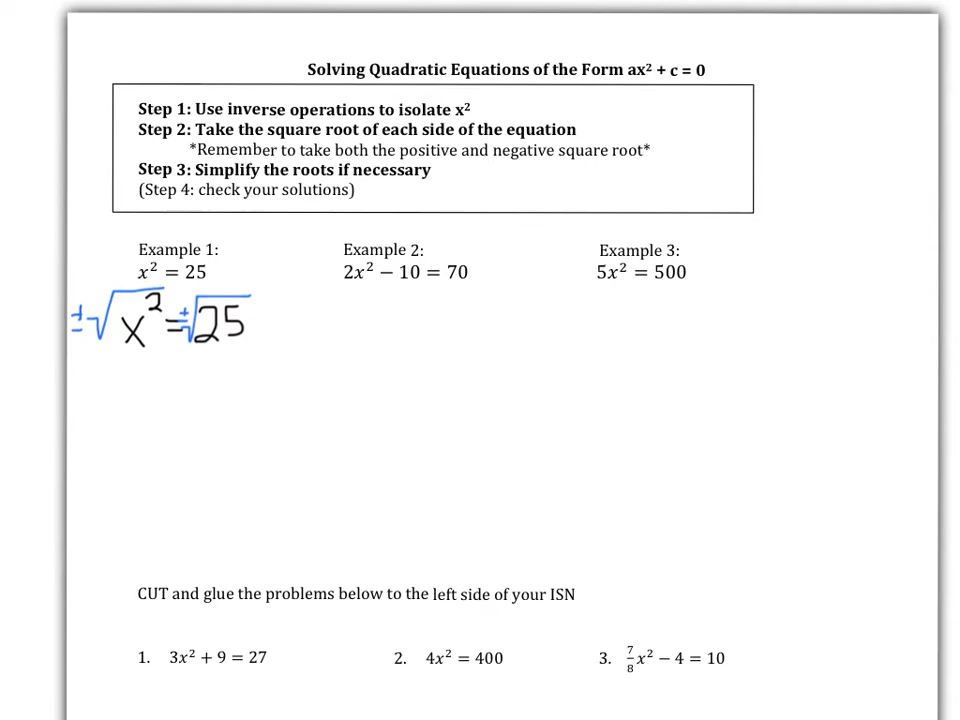 Solving Quadratic Equations of the Form ax² + c = 0
Step 1: Use inverse operations to isolate x²
Step 2: Take the square root of each side of the equation
*Remember to take both the positive and negative square root*
Step 3: Simplify the roots if necessary
(Step 4: check your solutions)
Example 1: Example 2: Example 3:
x² = 25 2x² − 10 = 70 5x² = 500
±√x² = ±√25
CUT and glue the problems below to the left side of your ISN
1. 3x² + 9 = 27 2. 4x² = 400 3. 7/8 x² − 4 = 10